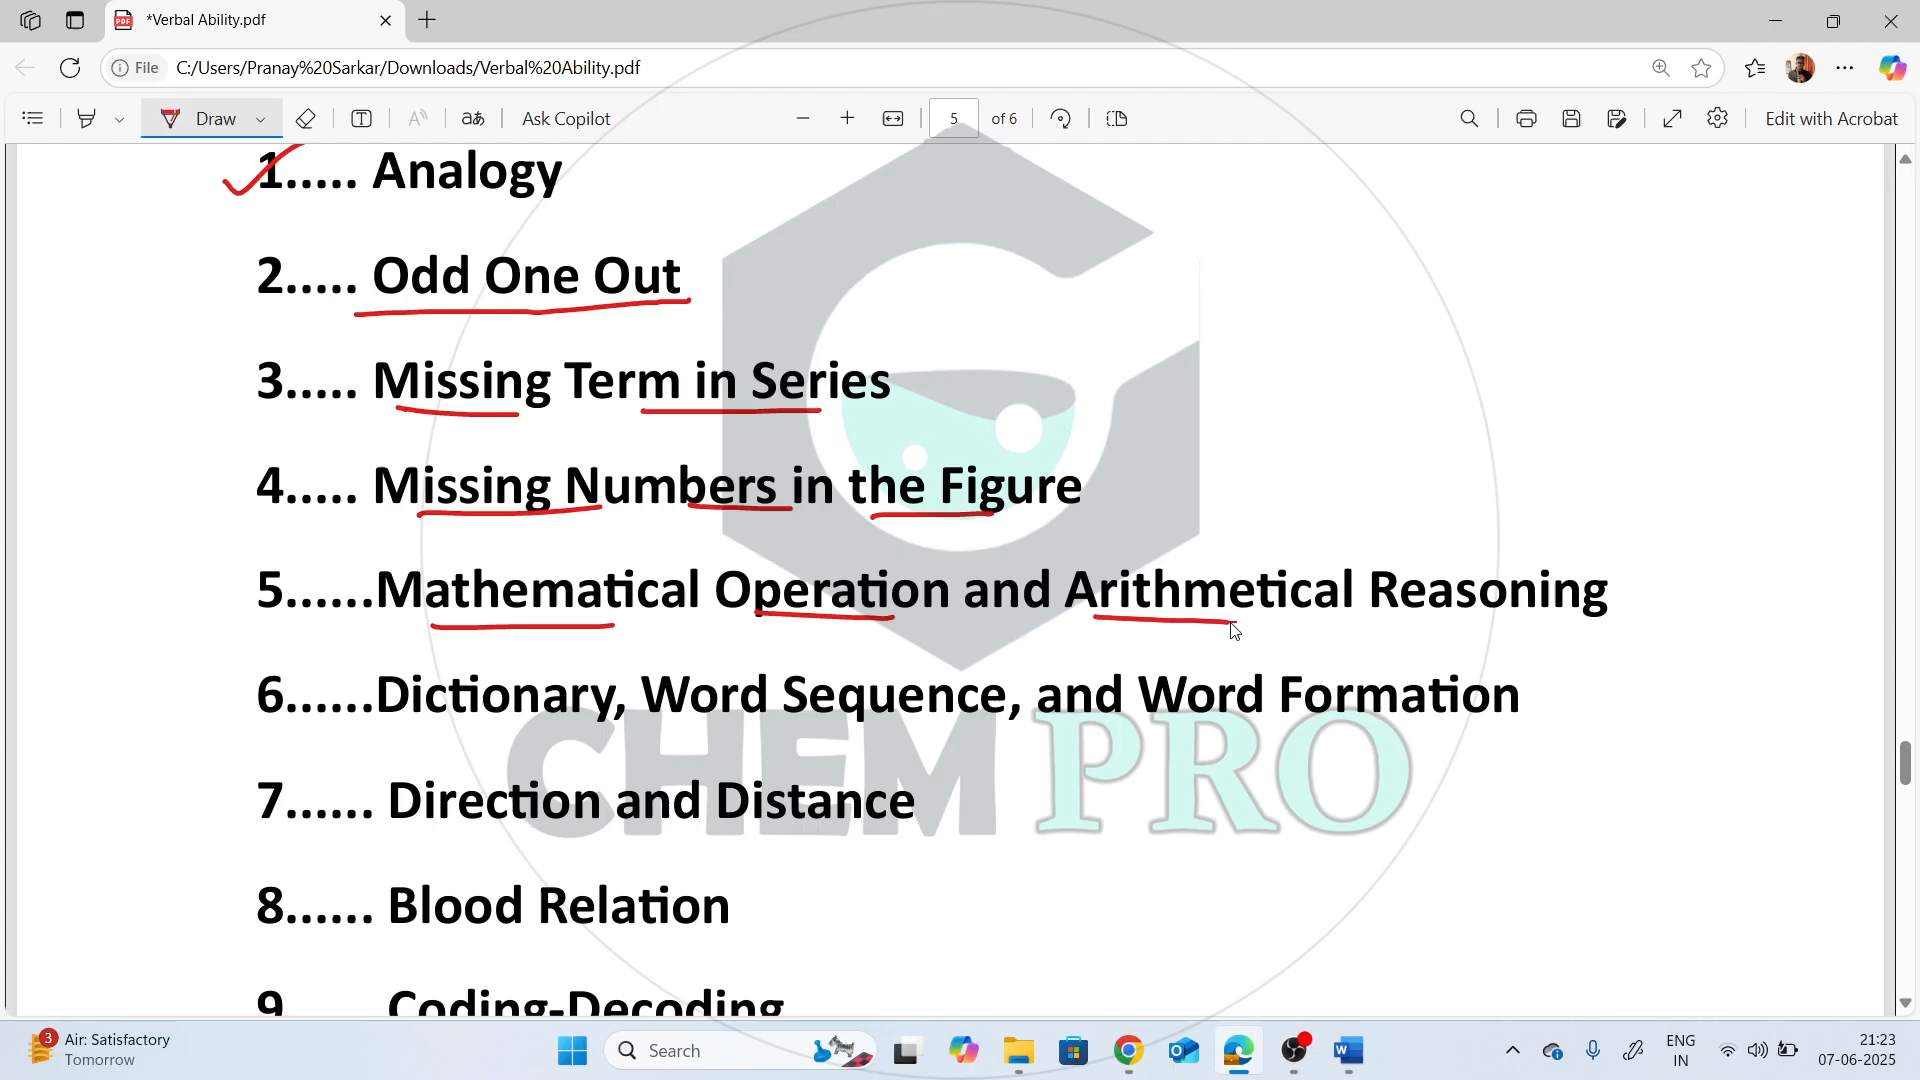 *Verbal Ability.pdf
File C:/Users/Pranay%20Sarkar/Downloads/Verbal%20Ability.pdf
Draw aあ Ask Copilot 5 of 6 Edit with Acrobat
1..... Analogy
2..... Odd One Out
3..... Missing Term in Series
4..... Missing Numbers in the Figure
5......Mathematical Operation and Arithmetical Reasoning
6......Dictionary, Word Sequence, and Word Formation
7...... Direction and Distance
8...... Blood Relation
9 Coding-Decoding
CHEM PRO
3 Air: Satisfactory
Tomorrow
Search
ENG
IN
21:23
07-06-2025